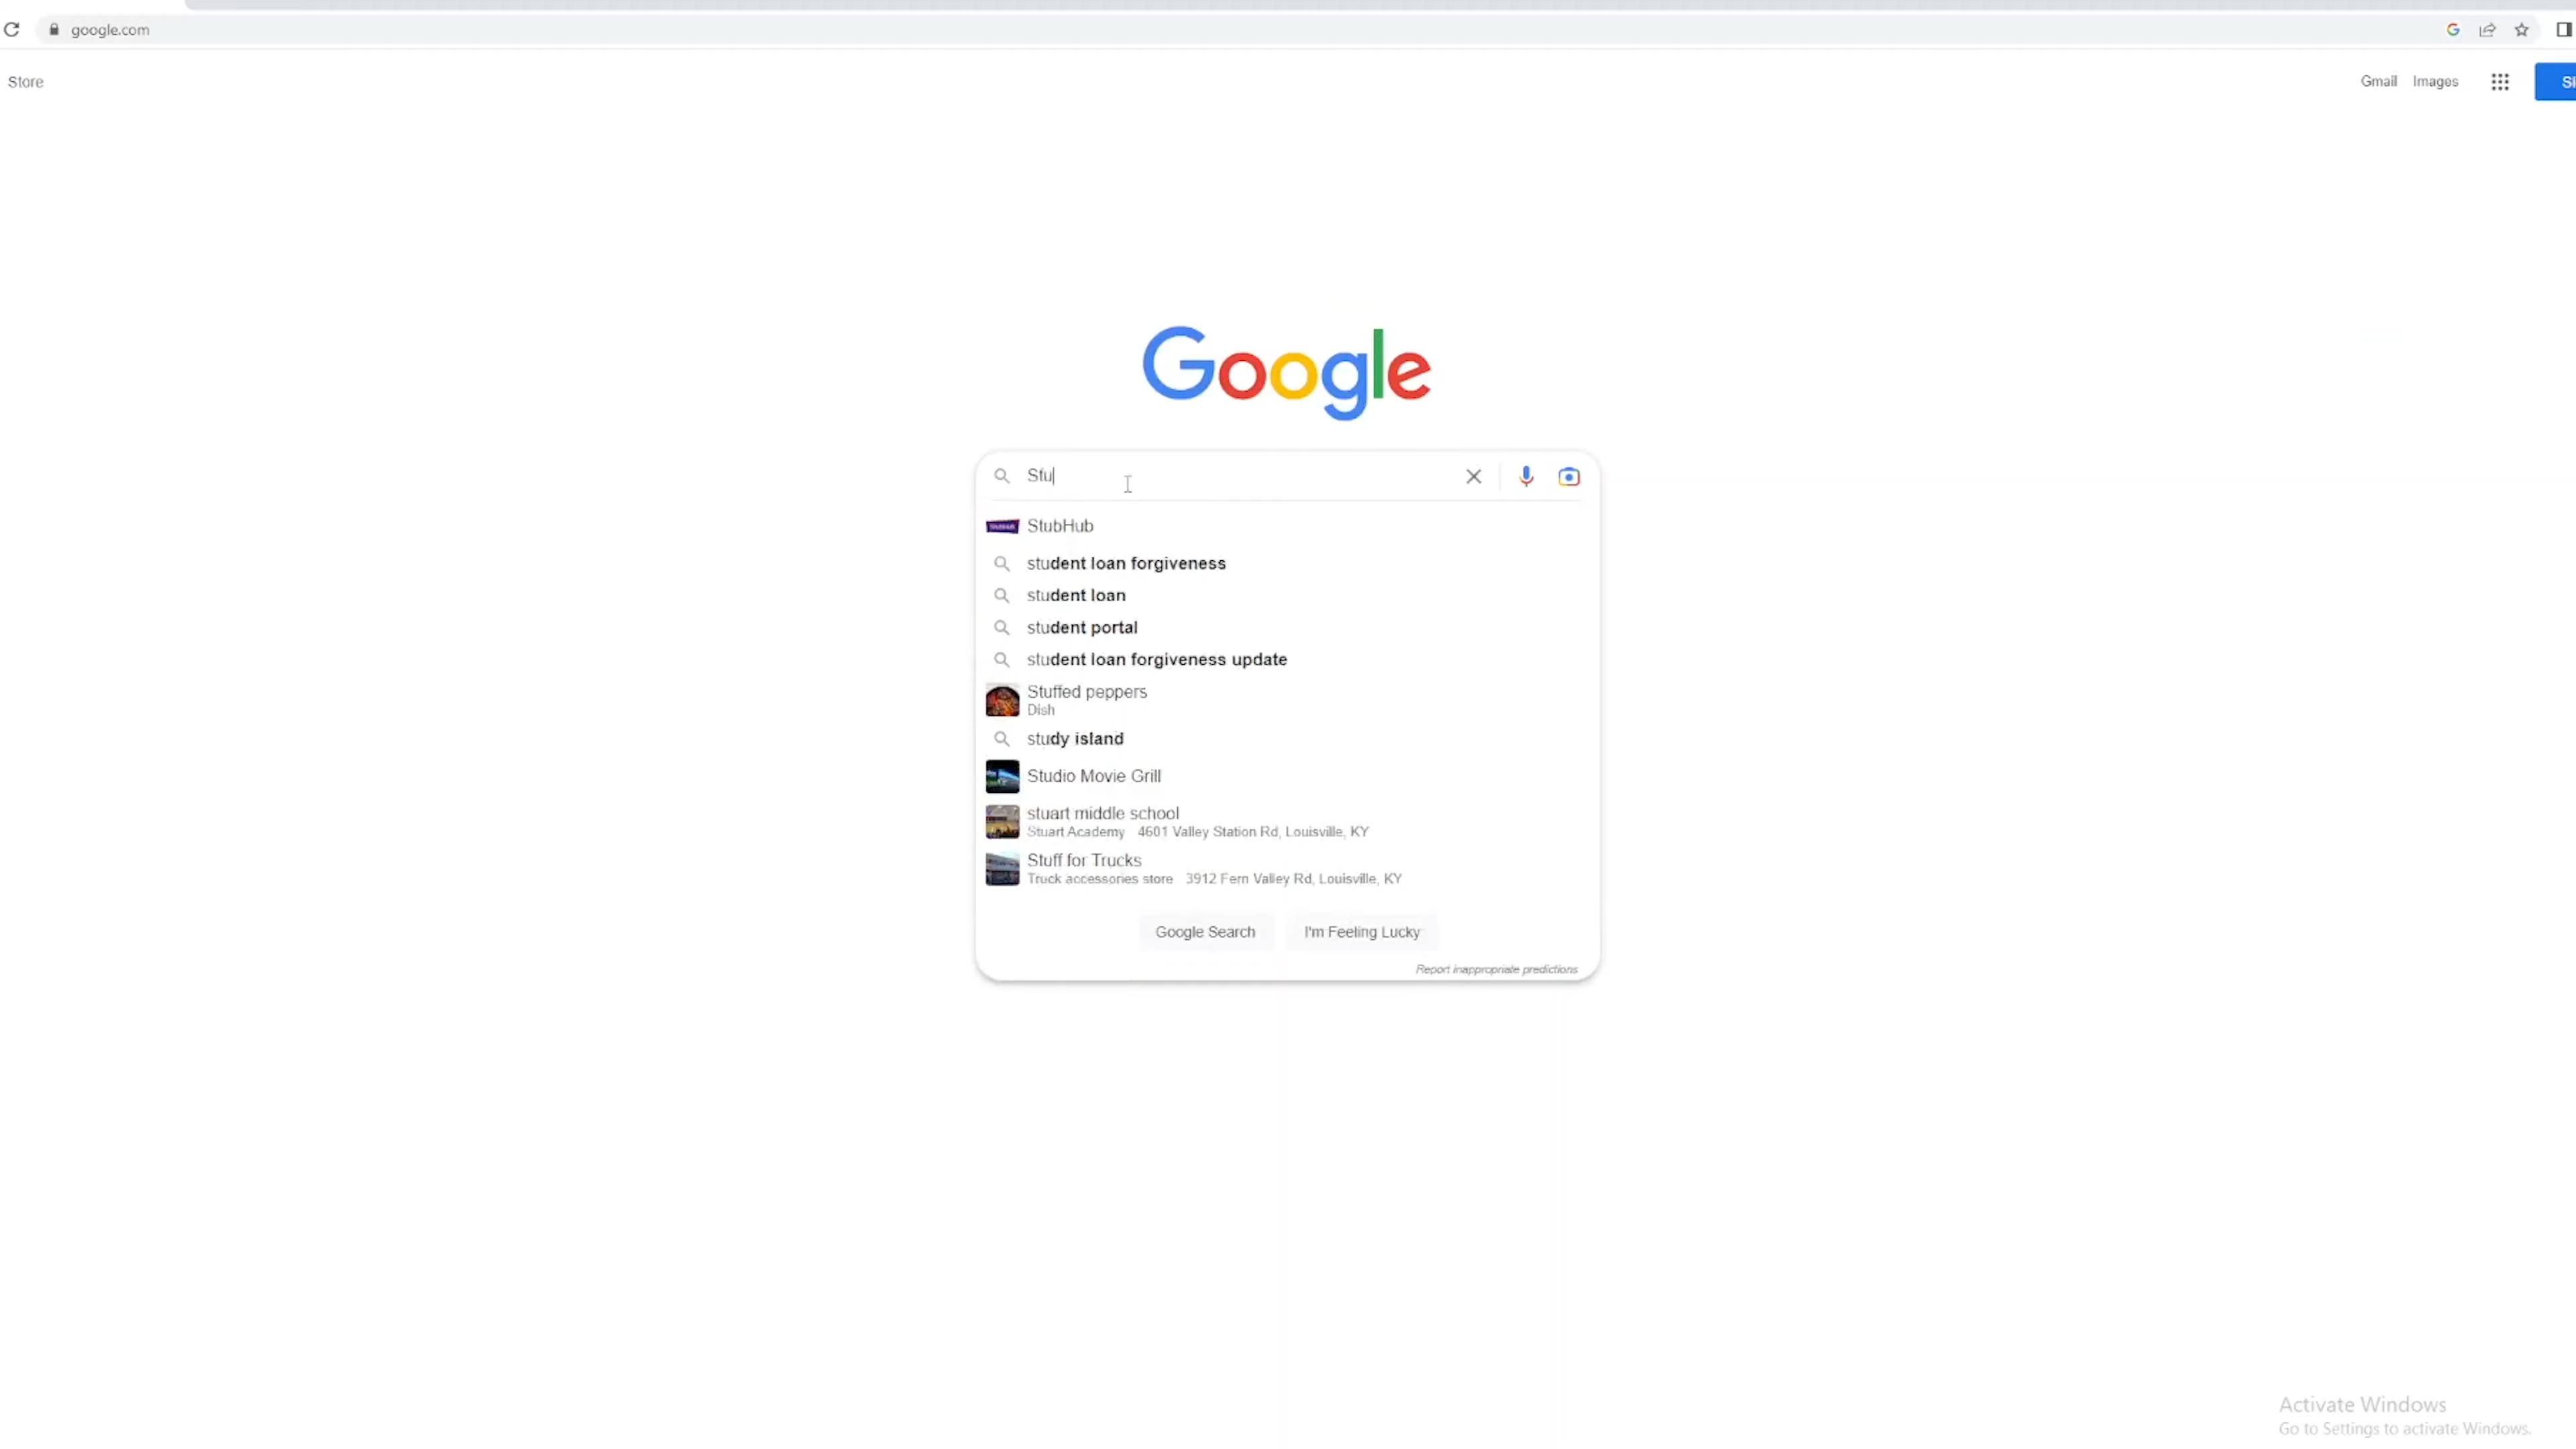 google.com
Store
Gmail Images
Si
Google
Stu
StubHub
student loan forgiveness
student loan
student portal
student loan forgiveness update
Stuffed peppers
Dish
study island
Studio Movie Grill
stuart middle school
Stuart Academy 4601 Valley Station Rd, Louisville, KY
Stuff for Trucks
Truck accessories store 3912 Fern Valley Rd, Louisville, KY
Google Search I'm Feeling Lucky
Report inappropriate predictions
Activate Windows
Go to Settings to activate Windows.